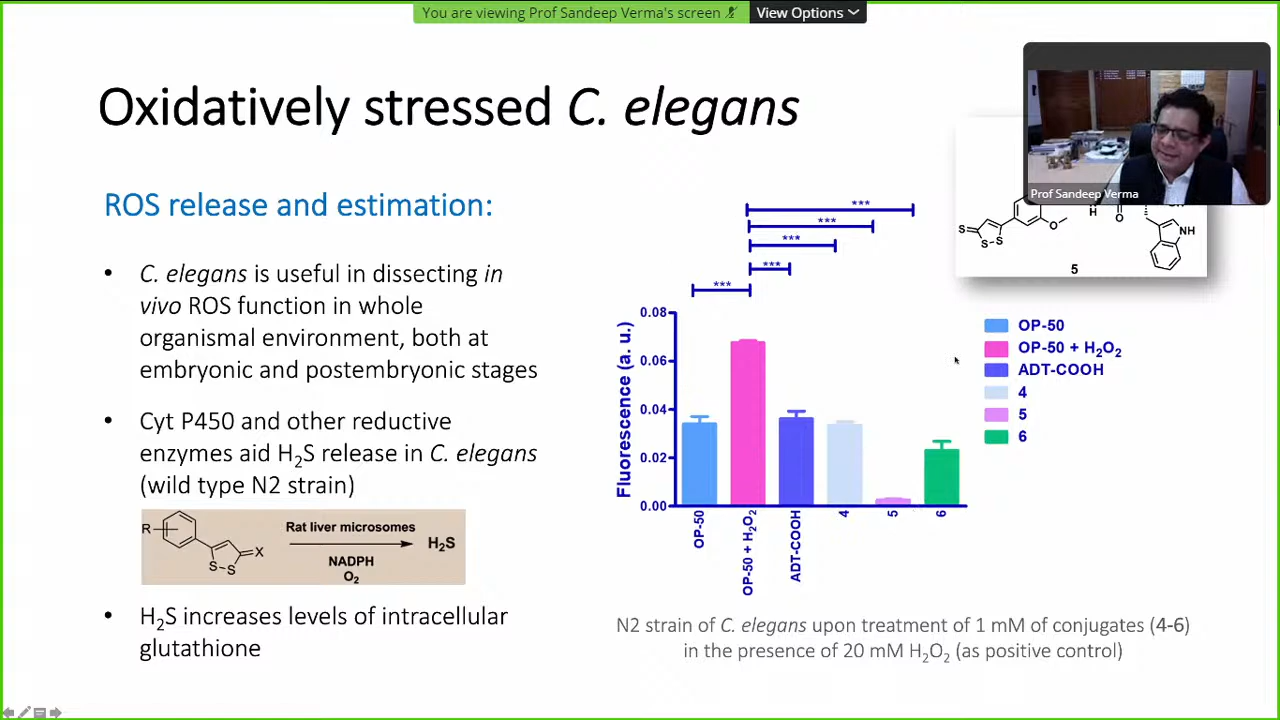 You are viewing Prof Sandeep Verma's screen
View Options
Oxidatively stressed C. elegans
Prof Sandeep Verma
ROS release and estimation:
• C. elegans is useful in dissecting in
vivo ROS function in whole
organismal environment, both at
embryonic and postembryonic stages
• Cyt P450 and other reductive
enzymes aid H₂S release in C. elegans
(wild type N2 strain)
R
S-S
X
Rat liver microsomes
NADPH
O₂
H₂S
• H₂S increases levels of intracellular
glutathione
S
S-S
O
H
N
O
NH
5
***
***
***
***
***
Fluorescence (a. u.)
0.08
0.06
0.04
0.02
0.00
OP-50
OP-50 + H₂O₂
ADT-COOH
4
5
6
OP-50
OP-50 + H₂O₂
ADT-COOH
4
5
6
N2 strain of C. elegans upon treatment of 1 mM of conjugates (4-6)
in the presence of 20 mM H₂O₂ (as positive control)